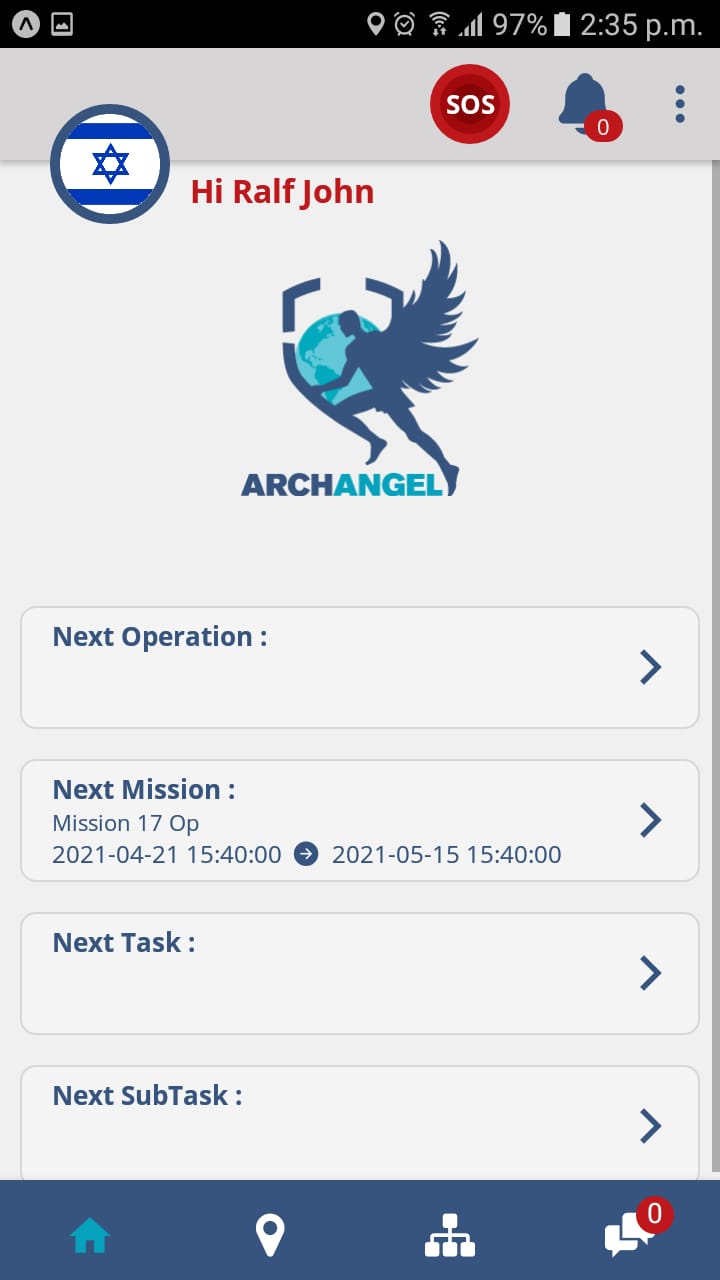 97% 2:35 p.m.
SOS
0
Hi Ralf John
ARCHANGEL
Next Operation :
Next Mission :
Mission 17 Op
2021-04-21 15:40:00 2021-05-15 15:40:00
Next Task :
Next SubTask :
0